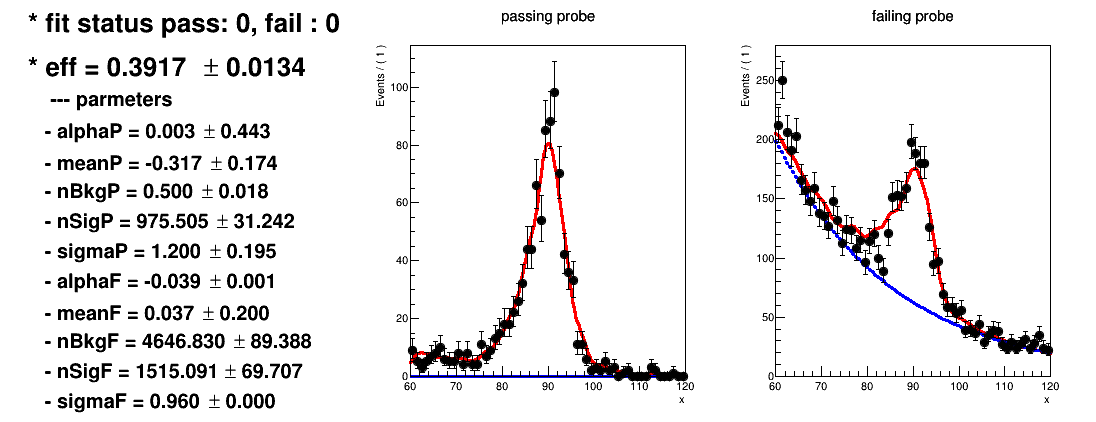 * fit status pass: 0, fail : 0
* eff = 0.3917 ± 0.0134
--- parmeters
- alphaP = 0.003 ± 0.443
- meanP = -0.317 ± 0.174
- nBkgP = 0.500 ± 0.018
- nSigP = 975.505 ± 31.242
- sigmaP = 1.200 ± 0.195
- alphaF = -0.039 ± 0.001
- meanF = 0.037 ± 0.200
- nBkgF = 4646.830 ± 89.388
- nSigF = 1515.091 ± 69.707
- sigmaF = 0.960 ± 0.000
passing probe
Events / ( 1 )
100
80
60
40
20
0
60 70 80 90 100 110 120
x
failing probe
Events / ( 1 )
250
200
150
100
50
0
60 70 80 90 100 110 120
x